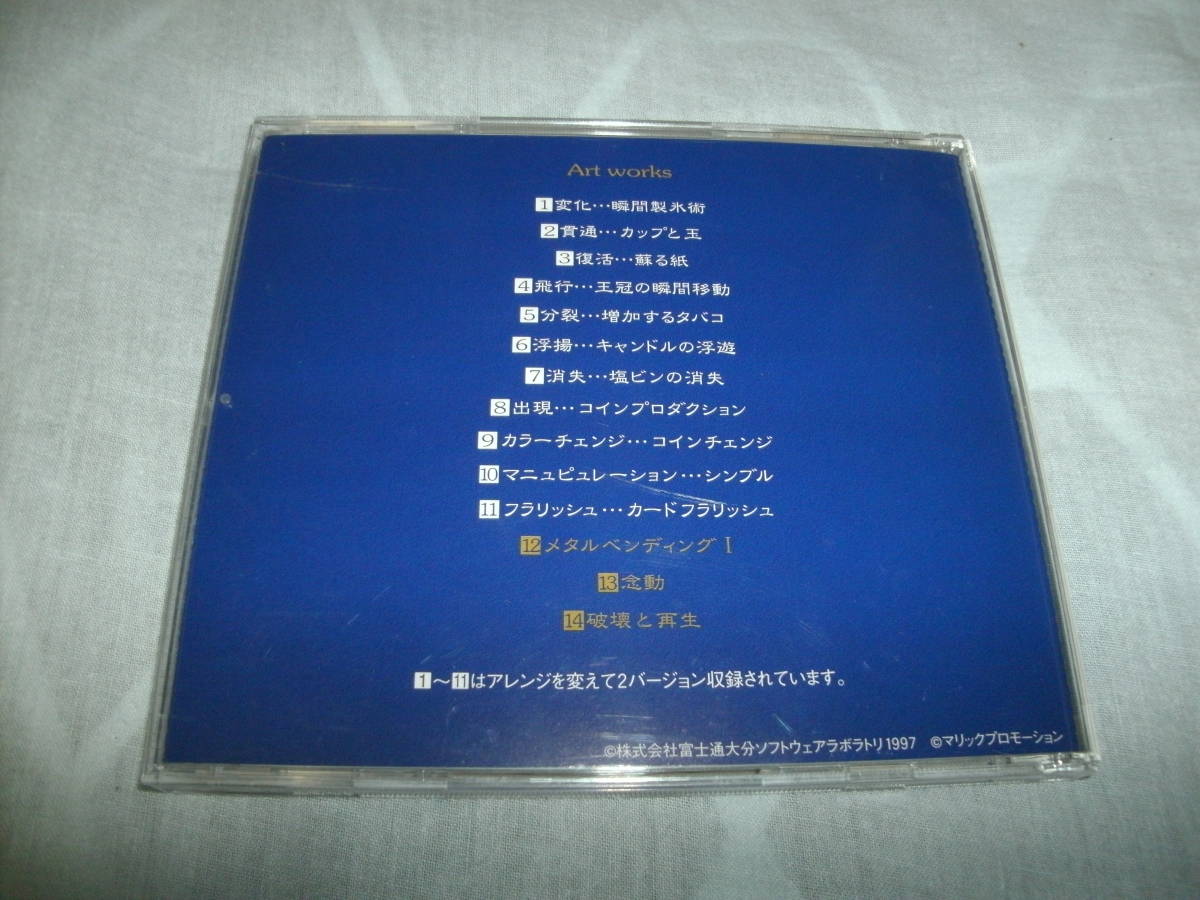 Art works
1変化…瞬間製氷術
2貫通…カップと玉
3復活…蘇る紙
4飛行…王冠の瞬間移動
5分裂…増加するタバコ
6浮揚…キャンドルの浮遊
7消失…塩ビンの消失
8出現…コインプロダクション
9カラーチェンジ…コインチェンジ
10マニュピュレーション…シンブル
11フラリッシュ…カードフラリッシュ
12メタルベンディングⅠ
13念動
14破壊と再生
1〜11はアレンジを変えて2バージョン収録されています。
©株式会社富士通大分ソフトウェアラボラトリ1997 ©マリックプロモーション